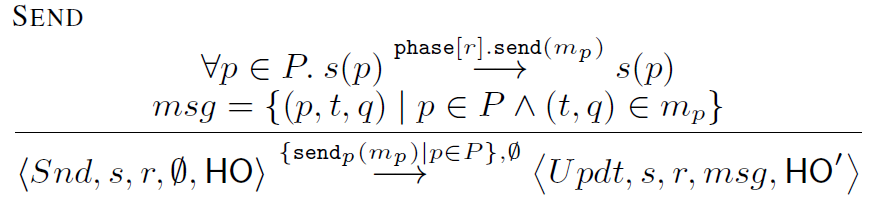 SEND
∀p ∈ P. s(p) phase[r].send(m_p) ⟶ s(p)
msg = {(p, t, q) | p ∈ P ∧ (t, q) ∈ m_p}
⟨Snd, s, r, ∅, HO⟩ {send_p(m_p)|p∈P},∅ ⟶ ⟨Updt, s, r, msg, HO′⟩